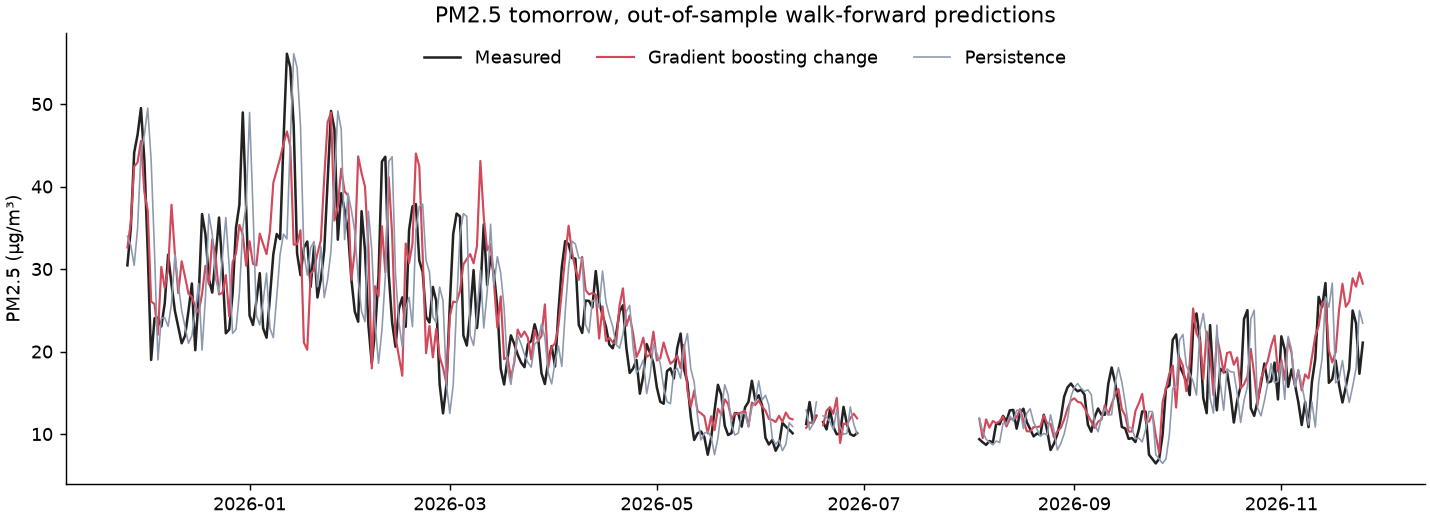 PM2.5 tomorrow, out-of-sample walk-forward predictions
Measured
Gradient boosting change
Persistence
PM2.5 (µg/m³)
50
40
30
20
10
2026-01
2026-03
2026-05
2026-07
2026-09
2026-11